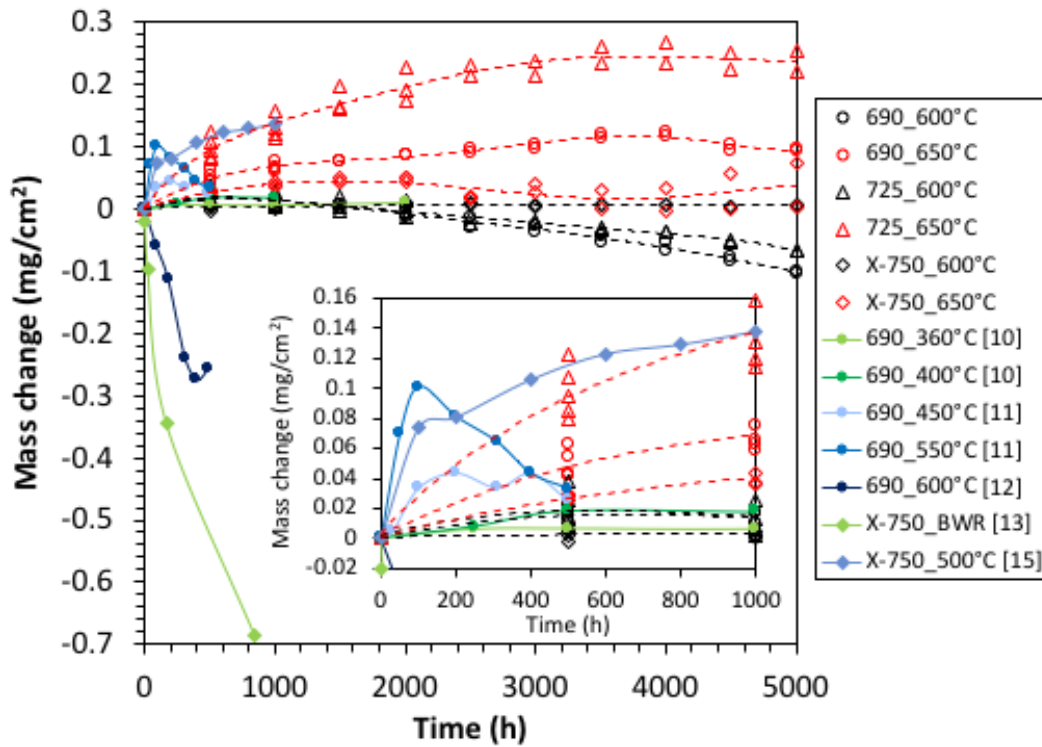 0.3
0.2
0.1
0
-0.1
-0.2
-0.3
-0.4
-0.5
-0.6
-0.7
Mass change (mg/cm²)
0
1000
2000
3000
4000
5000
Time (h)
0.16
0.14
0.12
0.1
0.08
0.06
0.04
0.02
0
-0.02
Mass change (mg/cm²)
0
200
400
600
800
1000
Time (h)
690_600°C
690_650°C
725_600°C
725_650°C
X-750_600°C
X-750_650°C
690_360°C [10]
690_400°C [10]
690_450°C [11]
690_550°C [11]
690_600°C [12]
X-750_BWR [13]
X-750_500°C [15]